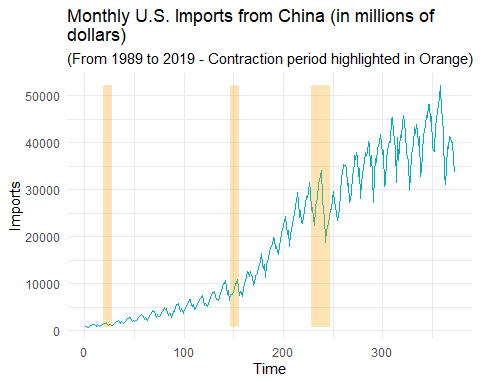 Monthly U.S. Imports from China (in millions of
dollars)
(From 1989 to 2019 - Contraction period highlighted in Orange)
50000
40000
30000
20000
10000
0
Imports
0 100 200 300
Time